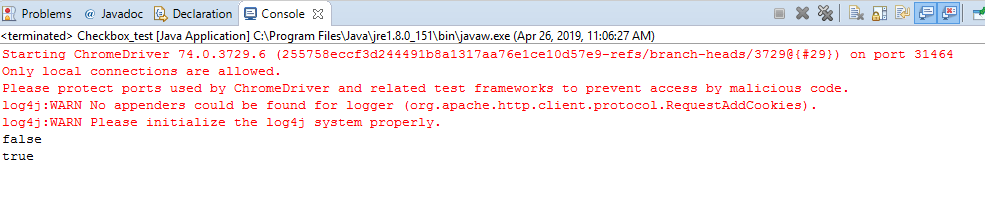 Problems @ Javadoc Declaration Console
<terminated> Checkbox_test [Java Application] C:\Program Files\Java\jre1.8.0_151\bin\javaw.exe (Apr 26, 2019, 11:06:27 AM)
Starting ChromeDriver 74.0.3729.6 (255758eccf3d244491b8a1317aa76e1ce10d57e9-refs/branch-heads/3729@{#29}) on port 31464
Only local connections are allowed.
Please protect ports used by ChromeDriver and related test frameworks to prevent access by malicious code.
log4j:WARN No appenders could be found for logger (org.apache.http.client.protocol.RequestAddCookies).
log4j:WARN Please initialize the log4j system properly.
false
true